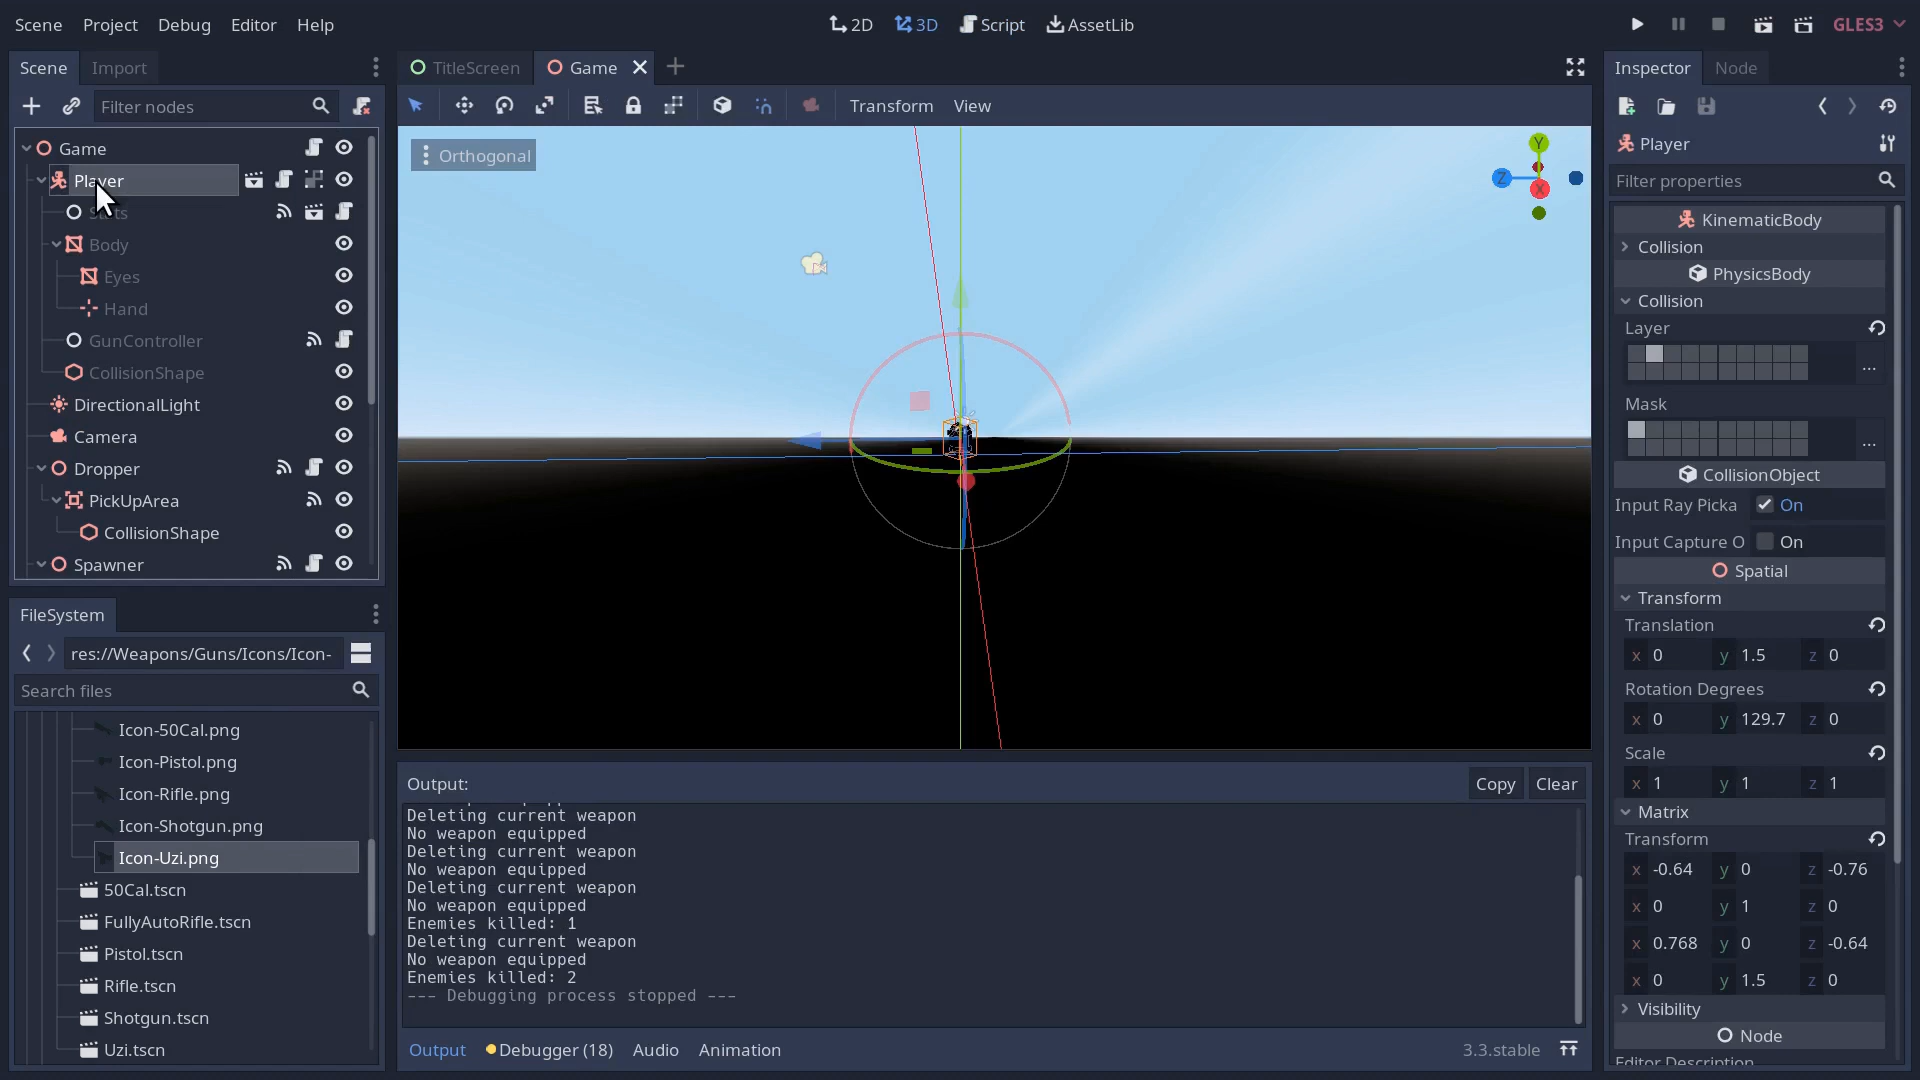 Scene Project Debug Editor Help
2D 3D Script AssetLib
GLES3
Scene Import
Filter nodes
Game
Player
Body
Eyes
Hand
GunController
CollisionShape
DirectionalLight
Camera
Dropper
PickUpArea
CollisionShape
Spawner
FileSystem
res://Weapons/Guns/Icons/Icon-
Search files
Icon-50Cal.png
Icon-Pistol.png
Icon-Rifle.png
Icon-Shotgun.png
Icon-Uzi.png
50Cal.tscn
FullyAutoRifle.tscn
Pistol.tscn
Rifle.tscn
Shotgun.tscn
Uzi.tscn
TitleScreen Game
Transform View
Orthogonal
Y
Z
X
Output:
Copy Clear
Deleting current weapon
No weapon equipped
Deleting current weapon
No weapon equipped
Deleting current weapon
No weapon equipped
Enemies killed: 1
Deleting current weapon
No weapon equipped
Enemies killed: 2
--- Debugging process stopped ---
Output Debugger (18) Audio Animation
3.3.stable
Inspector Node
Player
Filter properties
KinematicBody
Collision
PhysicsBody
Collision
Layer
...
Mask
...
CollisionObject
Input Ray Picka On
Input Capture O On
Spatial
Transform
Translation
x 0 y 1.5 z 0
Rotation Degrees
x 0 y 129.7 z 0
Scale
x 1 y 1 z 1
Matrix
Transform
x -0.64 y 0 z -0.76
x 0 y 1 z 0
x 0.768 y 0 z -0.64
x 0 y 1.5 z 0
Visibility
Node
Editor Description